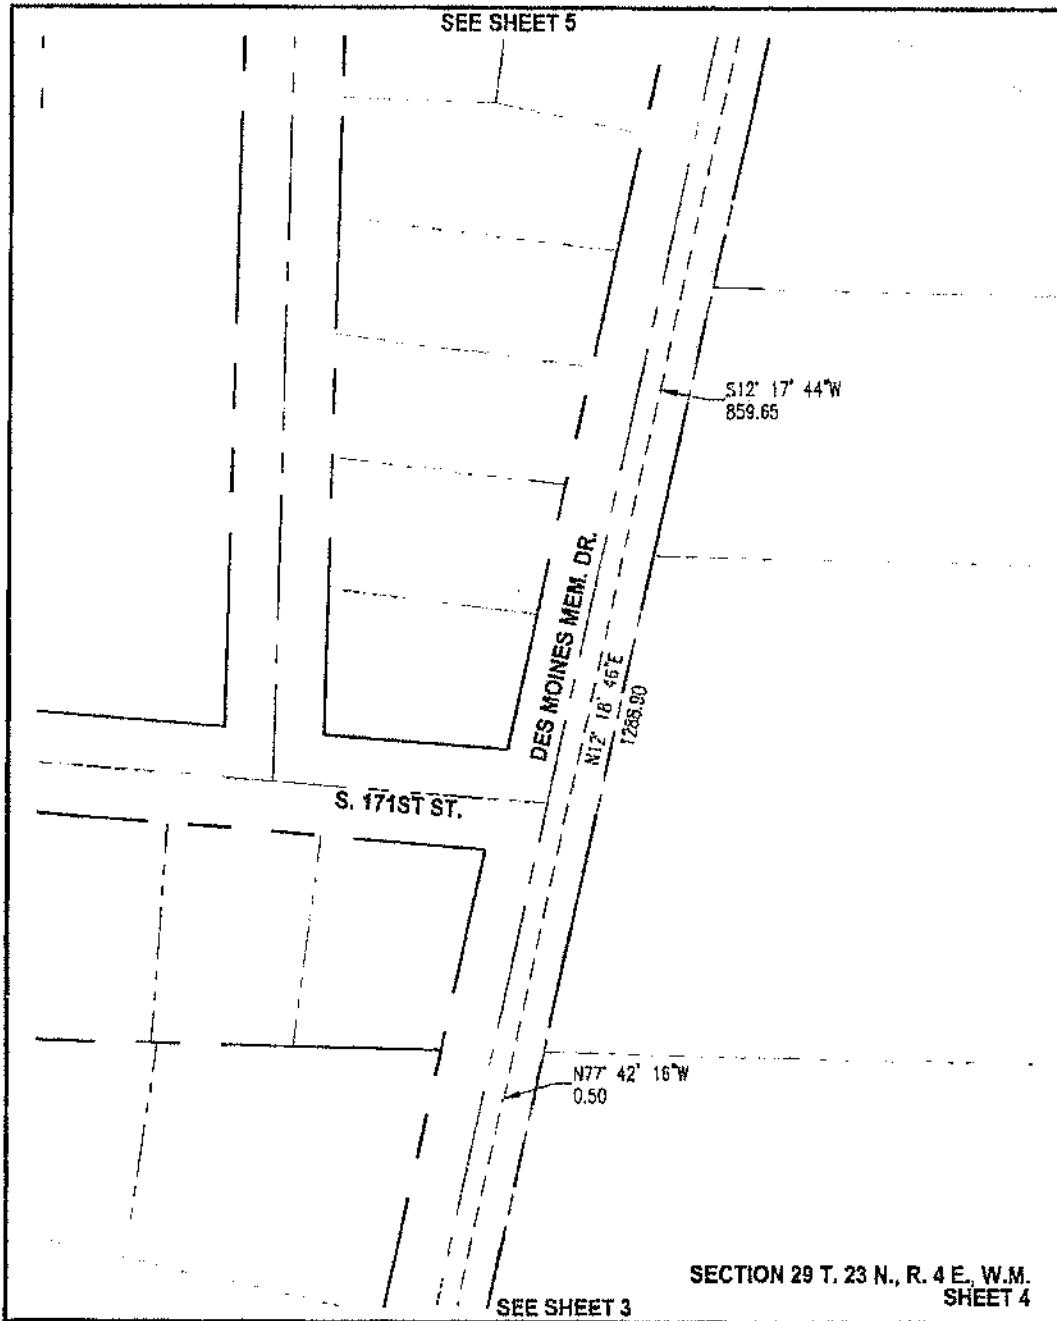 SEE SHEET 5
S12° 17' 44"W
859.65
DES MOINES MEM. DR.
N12° 18' 46"E
1288.90
S. 171ST ST.
N77° 42' 16"W
0.50
SECTION 29 T. 23 N., R. 4 E., W.M.
SHEET 4
SEE SHEET 3